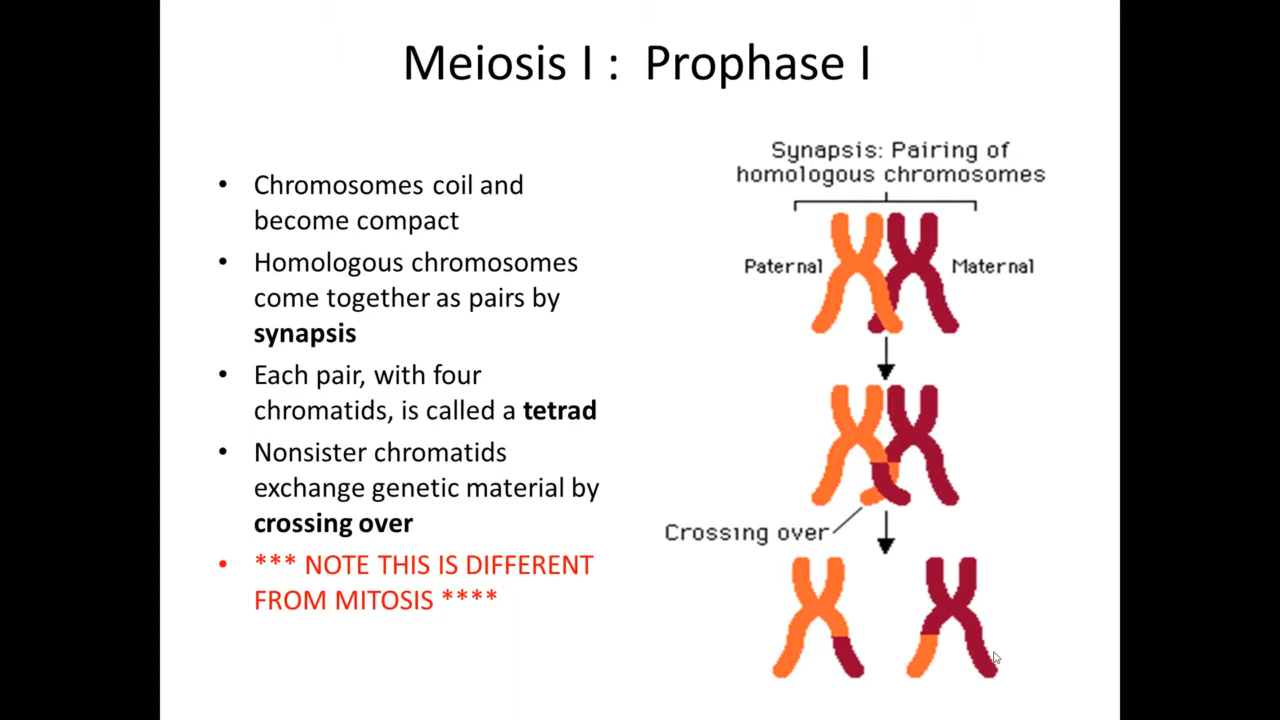 Meiosis I : Prophase I
• Chromosomes coil and
become compact
• Homologous chromosomes
come together as pairs by
synapsis
• Each pair, with four
chromatids, is called a tetrad
• Nonsister chromatids
exchange genetic material by
crossing over
• *** NOTE THIS IS DIFFERENT
FROM MITOSIS ****
Synapsis: Pairing of
homologous chromosomes
Paternal
Maternal
Crossing over